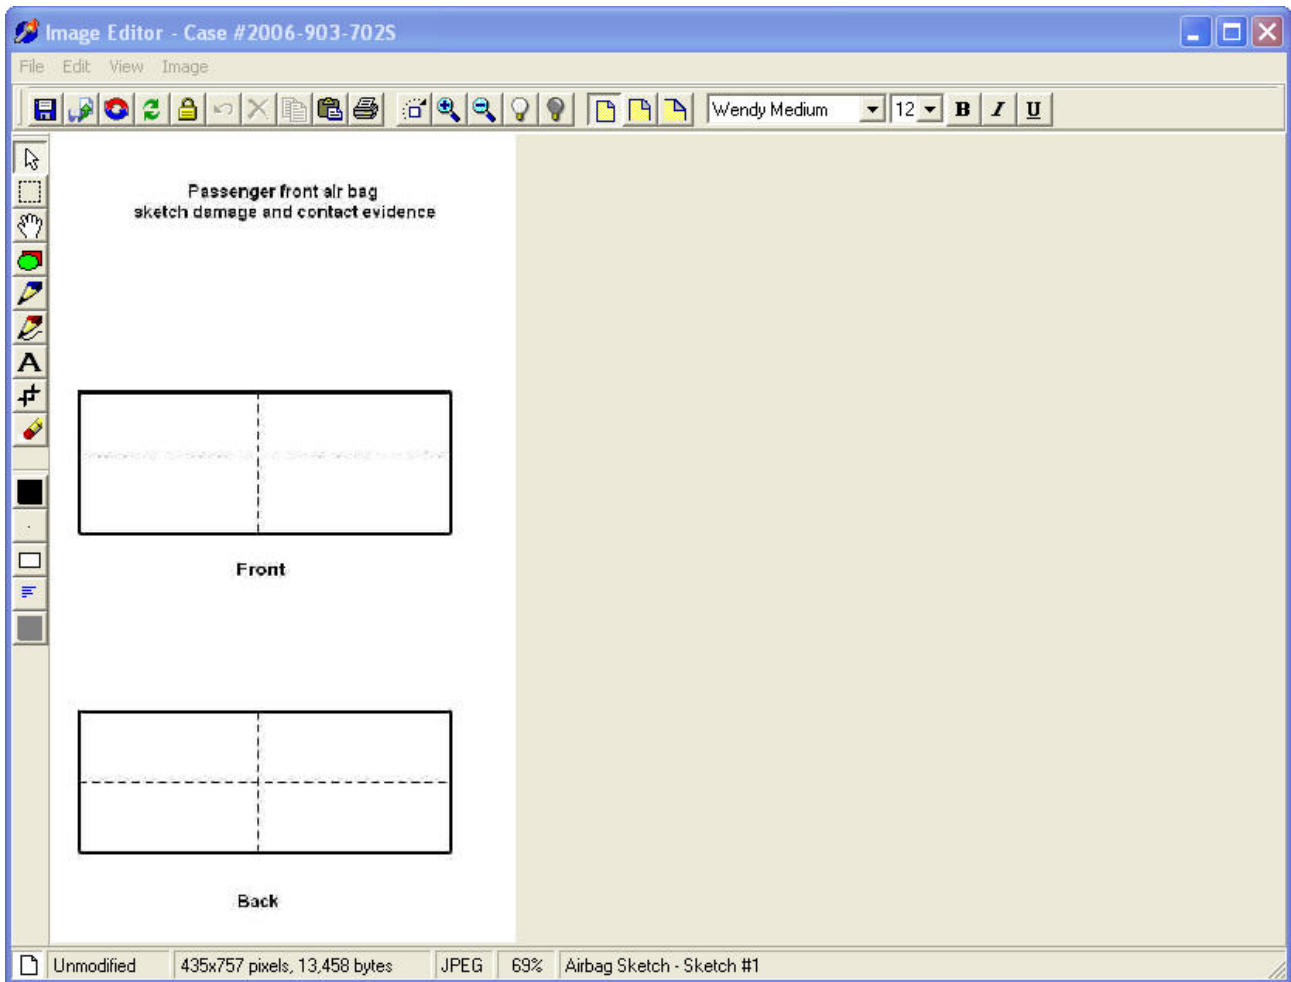 Image Editor - Case #2006-903-702S
File Edit View Image
Wendy Medium 12 B I U
Passenger front air bag
sketch damage and contact evidence
A
Front
Back
Unmodified 435x757 pixels, 13,458 bytes JPEG 69% Airbag Sketch - Sketch #1